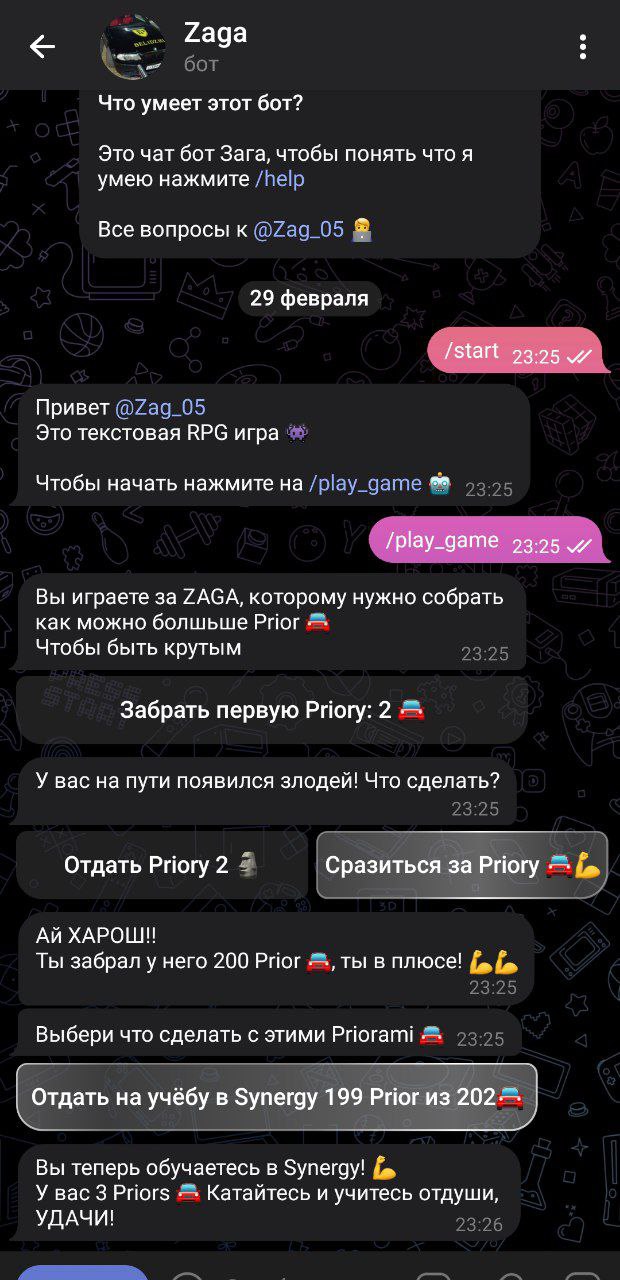 Zaga
бот
Что умеет этот бот?
Это чат бот Зага, чтобы понять что я
умею нажмите /help
Все вопросы к @Zag_05 🧑‍💻
29 февраля
/start 23:25
Привет @Zag_05
Это текстовая RPG игра 👾
Чтобы начать нажмите на /play_game 🤖 23:25
/play_game 23:25
Вы играете за ZAGA, которому нужно собрать
как можно болшьше Prior 🚘
Чтобы быть крутым 23:25
Забрать первую Priory: 2 🚘
У вас на пути появился злодей! Что сделать?
23:25
Отдать Priory 2 🗿
Сразиться за Priory 🚘💪
Ай ХАРОШ!!
Ты забрал у него 200 Prior 🚘, ты в плюсе! 💪💪
23:25
Выбери что сделать с этими Priorami 🚘 23:25
Отдать на учёбу в Synergy 199 Prior из 202🚘
Вы теперь обучаетесь в Synergy! 💪
У вас 3 Priors 🚘 Катайтесь и учитесь отдуши,
УДАЧИ! 23:26